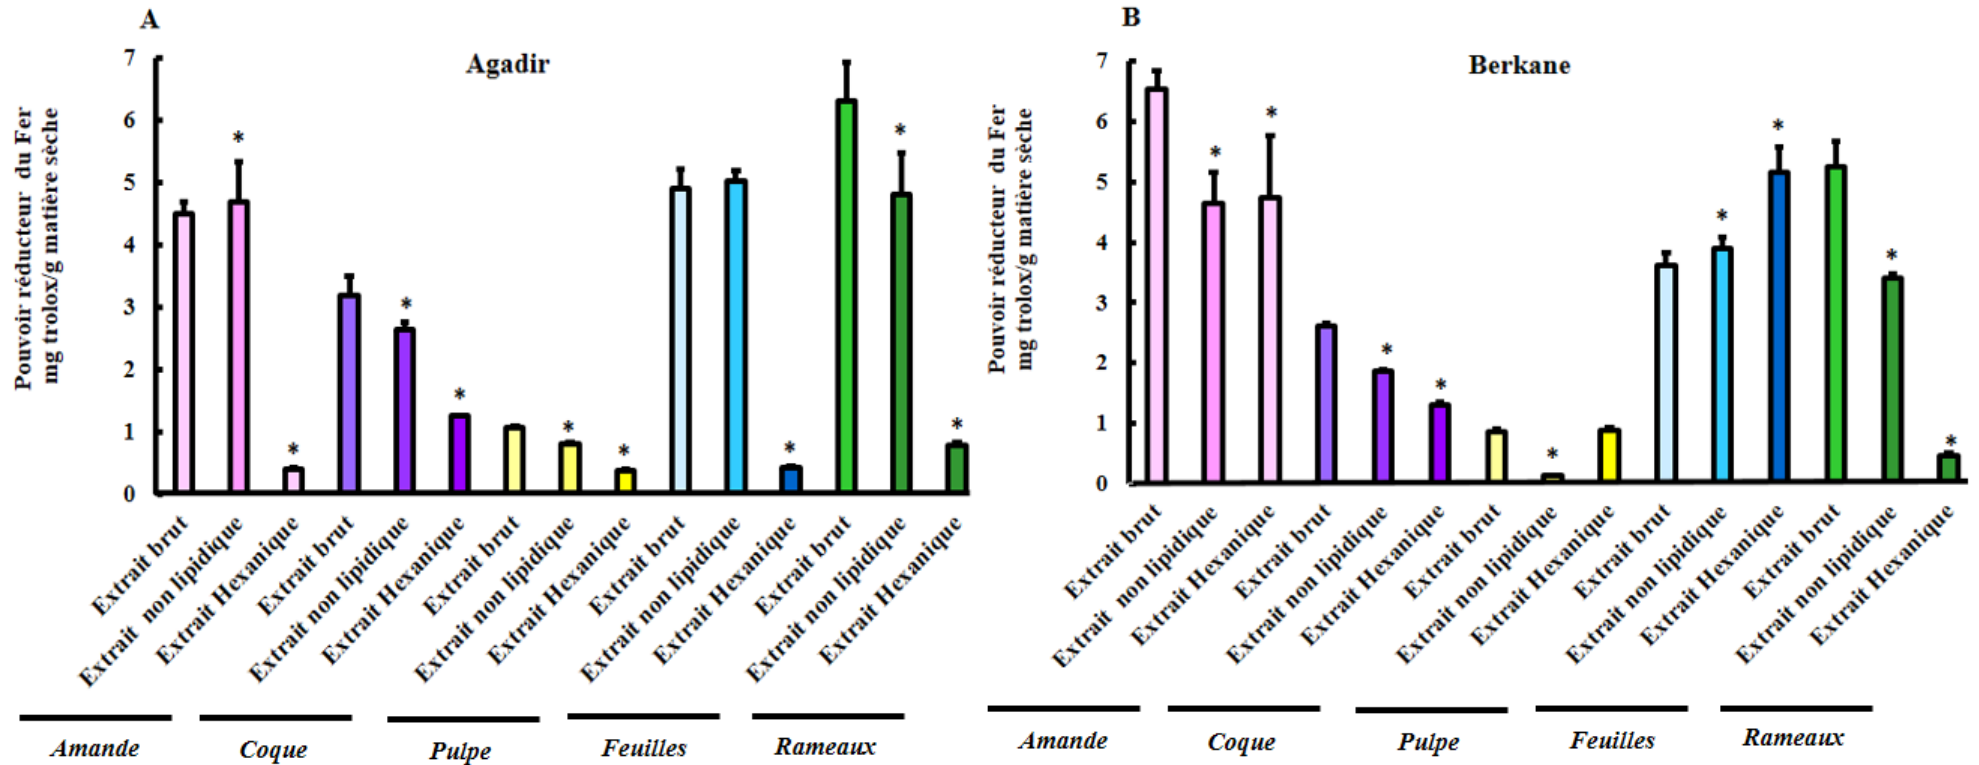 A
Agadir
Pouvoir réducteur du Fer
mg trolox/g matière sèche
7
6
5
4
3
2
1
0
*
*
*
*
*
*
*
*
*
Extrait brut
Extrait non lipidique
Extrait Hexanique
Extrait brut
Extrait non lipidique
Extrait Hexanique
Extrait brut
Extrait non lipidique
Extrait Hexanique
Extrait brut
Extrait non lipidique
Extrait Hexanique
Extrait brut
Extrait non lipidique
Extrait Hexanique
Amande
Coque
Pulpe
Feuilles
Rameaux
B
Berkane
Pouvoir réducteur du Fer
mg trolox/g matière sèche
7
6
5
4
3
2
1
0
*
*
*
*
*
*
*
*
*
Extrait brut
Extrait non lipidique
Extrait Hexanique
Extrait brut
Extrait non lipidique
Extrait Hexanique
Extrait brut
Extrait non lipidique
Extrait Hexanique
Extrait brut
Extrait non lipidique
Extrait Hexanique
Extrait brut
Extrait non lipidique
Extrait Hexanique
Amande
Coque
Pulpe
Feuilles
Rameaux